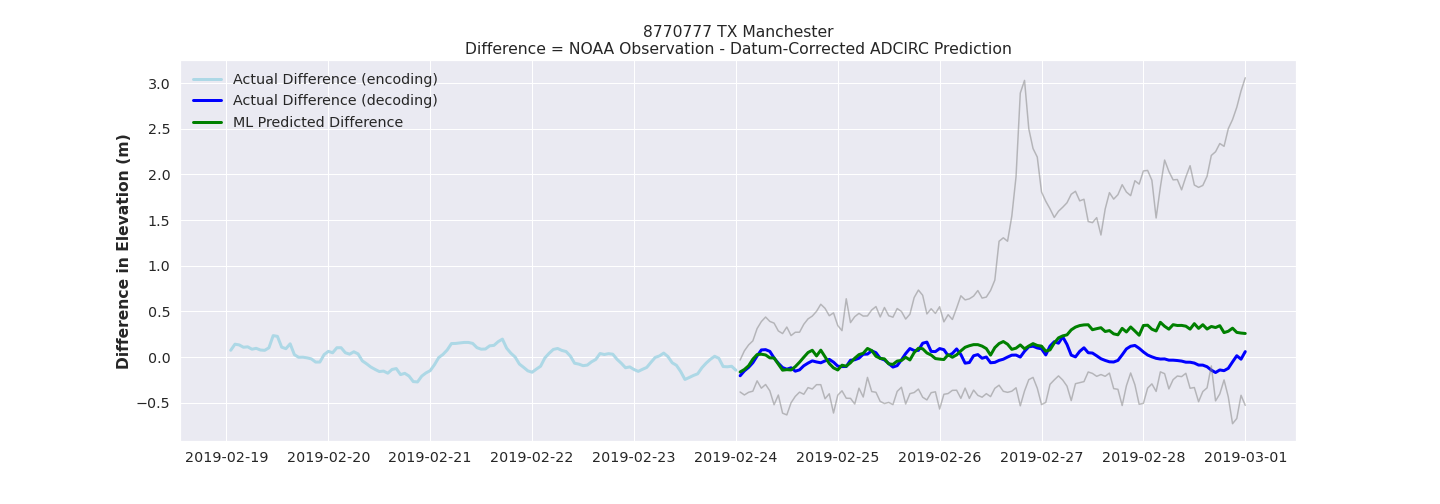 8770777 TX Manchester
Difference = NOAA Observation - Datum-Corrected ADCIRC Prediction
Actual Difference (encoding)
Actual Difference (decoding)
ML Predicted Difference
Difference in Elevation (m)
3.0
2.5
2.0
1.5
1.0
0.5
0.0
−0.5
2019-02-19 2019-02-20 2019-02-21 2019-02-22 2019-02-23 2019-02-24 2019-02-25 2019-02-26 2019-02-27 2019-02-28 2019-03-01